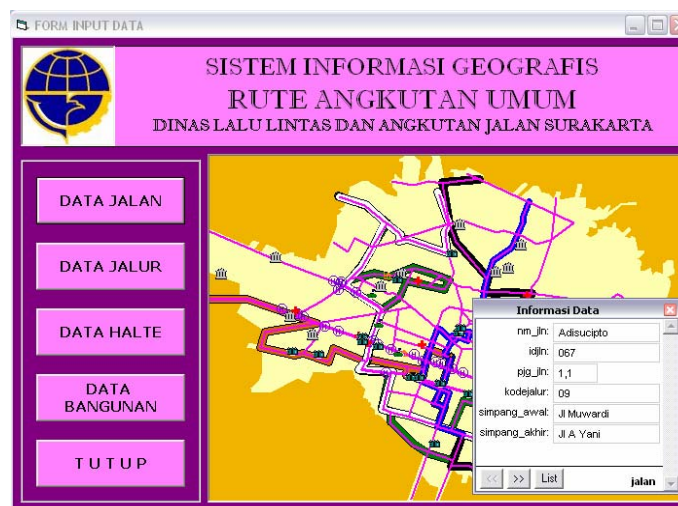 FORM INPUT DATA
SISTEM INFORMASI GEOGRAFIS
RUTE ANGKUTAN UMUM
DINAS LALU LINTAS DAN ANGKUTAN JALAN SURAKARTA
DATA JALAN
DATA JALUR
DATA HALTE
DATA
BANGUNAN
T U T U P
Informasi Data
nm_jln: Adisucipto
idjln: 067
pjg_jln: 1,1
kodejalur: 09
simpang_awal: Jl Muwardi
simpang_akhir: Jl A Yani
<< >> List jalan